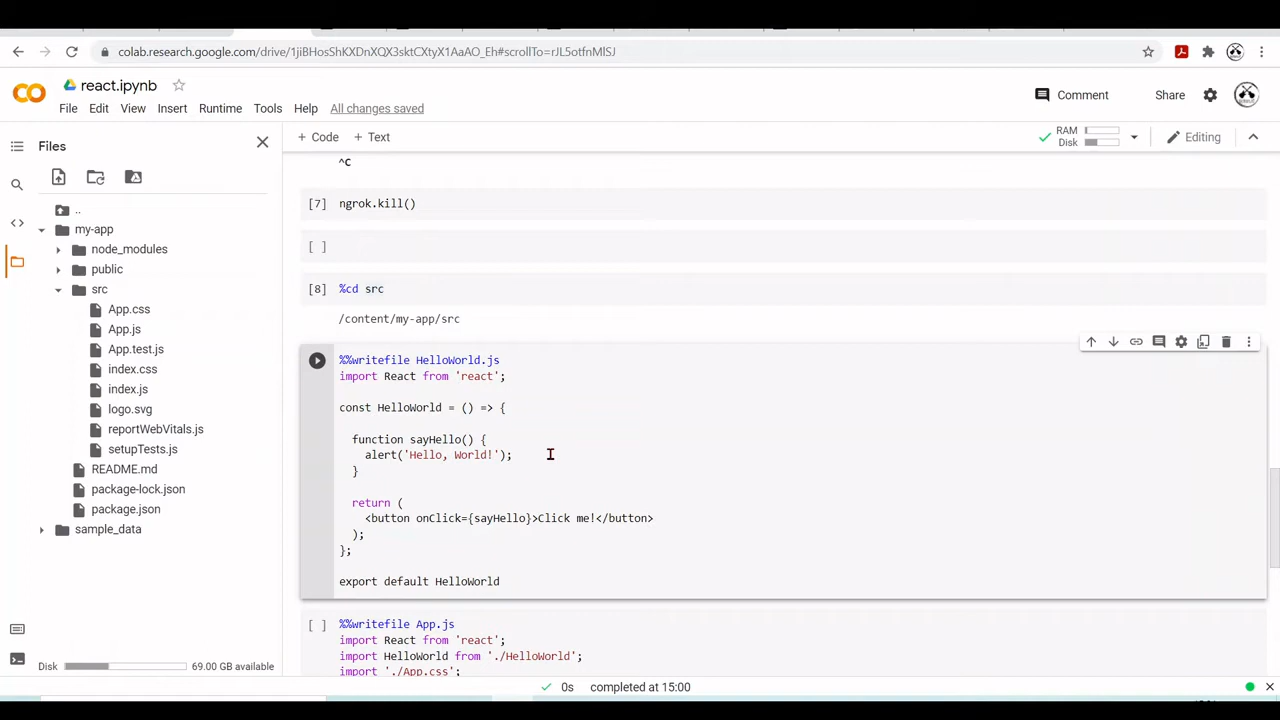 colab.research.google.com/drive/1jiBHosShKXDnXQX3sktCXtyX1AaAO_Eh#scrollTo=rJL5otfnMlSJ
react.ipynb
File Edit View Insert Runtime Tools Help All changes saved
Comment
Share
Files
+ Code + Text
RAM
Disk
Editing
..
my-app
node_modules
public
src
App.css
App.js
App.test.js
index.css
index.js
logo.svg
reportWebVitals.js
setupTests.js
README.md
package-lock.json
package.json
sample_data
Disk 69.00 GB available
^C
[7] ngrok.kill()
[ ]
[8] %cd src
/content/my-app/src
%%writefile HelloWorld.js
import React from 'react';
const HelloWorld = () => {
function sayHello() {
alert('Hello, World!');
}
return (
<button onClick={sayHello}>Click me!</button>
);
};
export default HelloWorld
[ ] %%writefile App.js
import React from 'react';
import HelloWorld from './HelloWorld';
import './App.css';
0s completed at 15:00